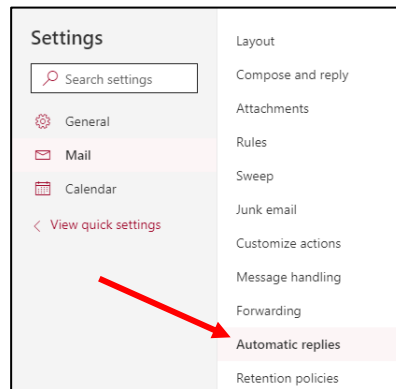 Settings
Search settings
General
Mail
Calendar
View quick settings
Layout
Compose and reply
Attachments
Rules
Sweep
Junk email
Customize actions
Message handling
Forwarding
Automatic replies
Retention policies